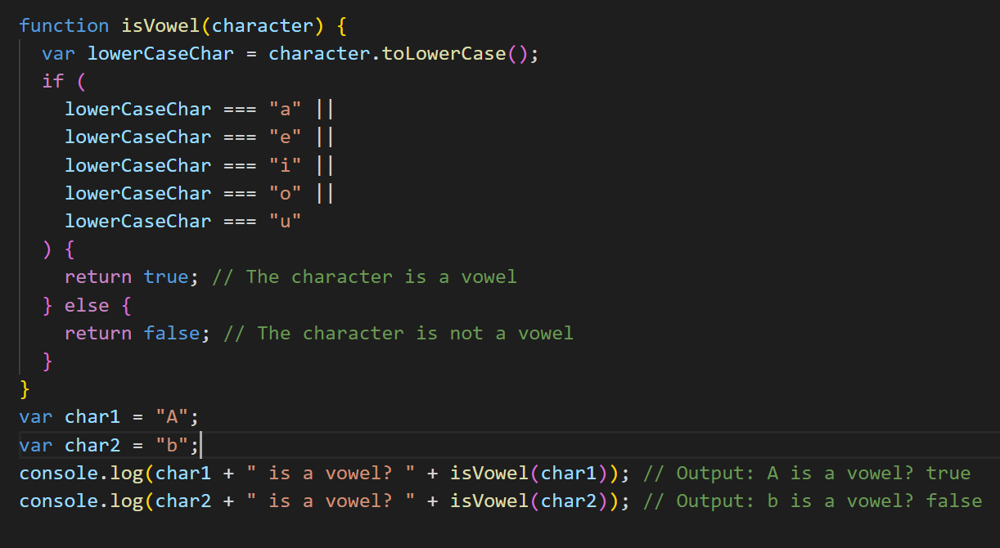 function isVowel(character) {
  var lowerCaseChar = character.toLowerCase();
  if (
    lowerCaseChar === "a" ||
    lowerCaseChar === "e" ||
    lowerCaseChar === "i" ||
    lowerCaseChar === "o" ||
    lowerCaseChar === "u"
  ) {
    return true; // The character is a vowel
  } else {
    return false; // The character is not a vowel
  }
}
var char1 = "A";
var char2 = "b";
console.log(char1 + " is a vowel? " + isVowel(char1)); // Output: A is a vowel? true
console.log(char2 + " is a vowel? " + isVowel(char2)); // Output: b is a vowel? false